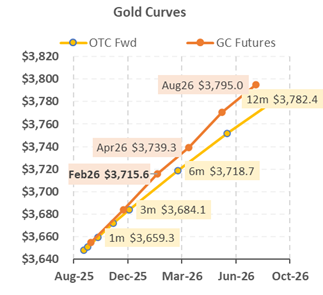 Gold Curves
OTC Fwd GC Futures
$3,820
$3,800
$3,780
$3,760
$3,740
$3,720
$3,700
$3,680
$3,660
$3,640
Aug26 $3,795.0
12m $3,782.4
Apr26 $3,739.3
Feb26 $3,715.6
6m $3,718.7
3m $3,684.1
1m $3,659.3
Aug-25 Dec-25 Mar-26 Jun-26 Oct-26